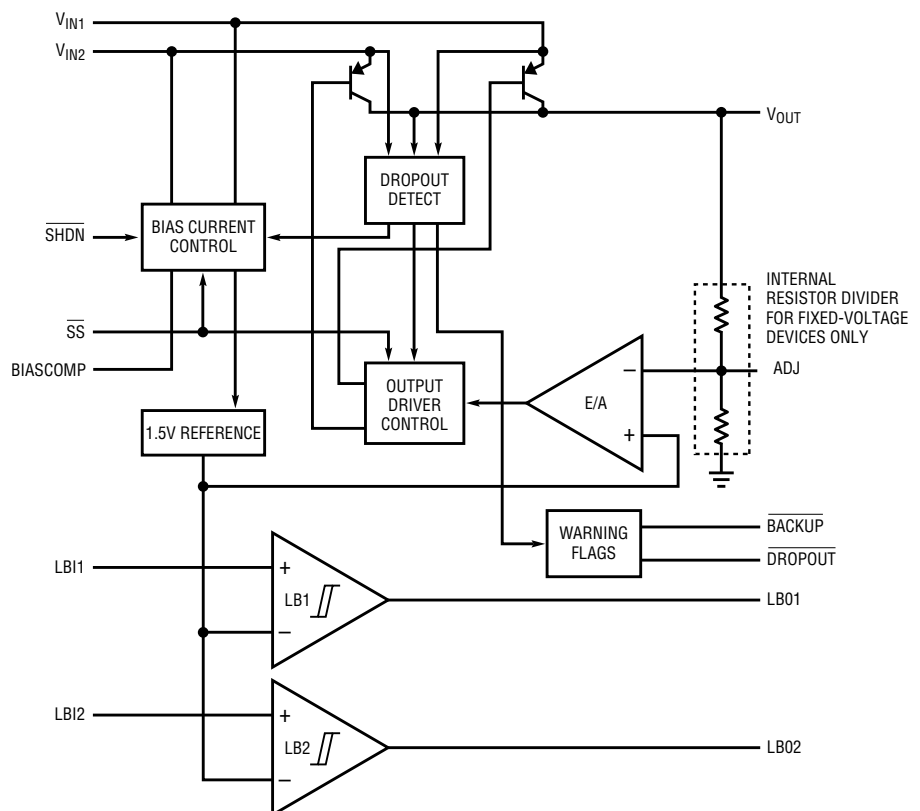 VIN1
VIN2
VOUT
DROPOUT
DETECT
SHDN
BIAS CURRENT
CONTROL
INTERNAL
RESISTOR DIVIDER
FOR FIXED-VOLTAGE
DEVICES ONLY
SS
BIASCOMP
ADJ
OUTPUT
DRIVER
CONTROL
E/A
−
+
1.5V REFERENCE
WARNING
FLAGS
BACKUP
DROPOUT
LBI1
+
LB1
−
LB01
LBI2
+
LB2
−
LB02